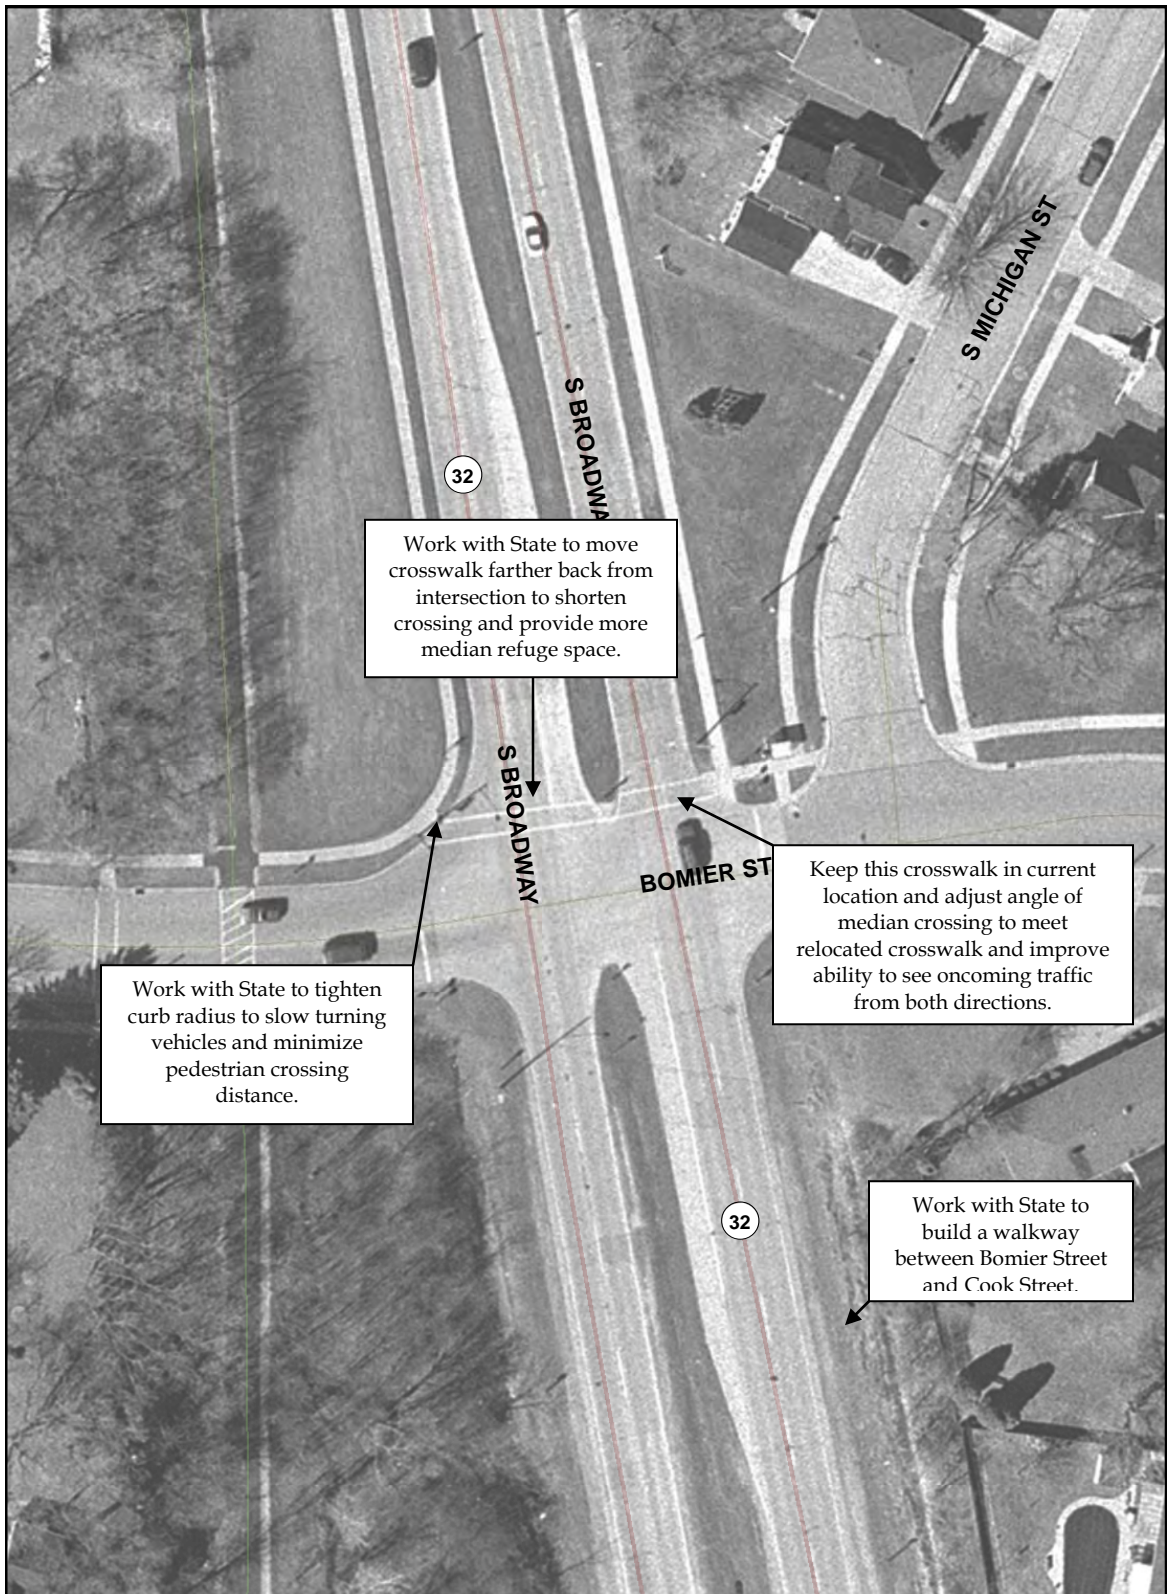 S MICHIGAN ST
S BROADWA
32
Work with State to move
crosswalk farther back from
intersection to shorten
crossing and provide more
median refuge space.
S BROADWAY
BOMIER ST
Keep this crosswalk in current
location and adjust angle of
median crossing to meet
relocated crosswalk and improve
ability to see oncoming traffic
from both directions.
Work with State to tighten
curb radius to slow turning
vehicles and minimize
pedestrian crossing
distance.
32
Work with State to
build a walkway
between Bomier Street
and Cook Street.